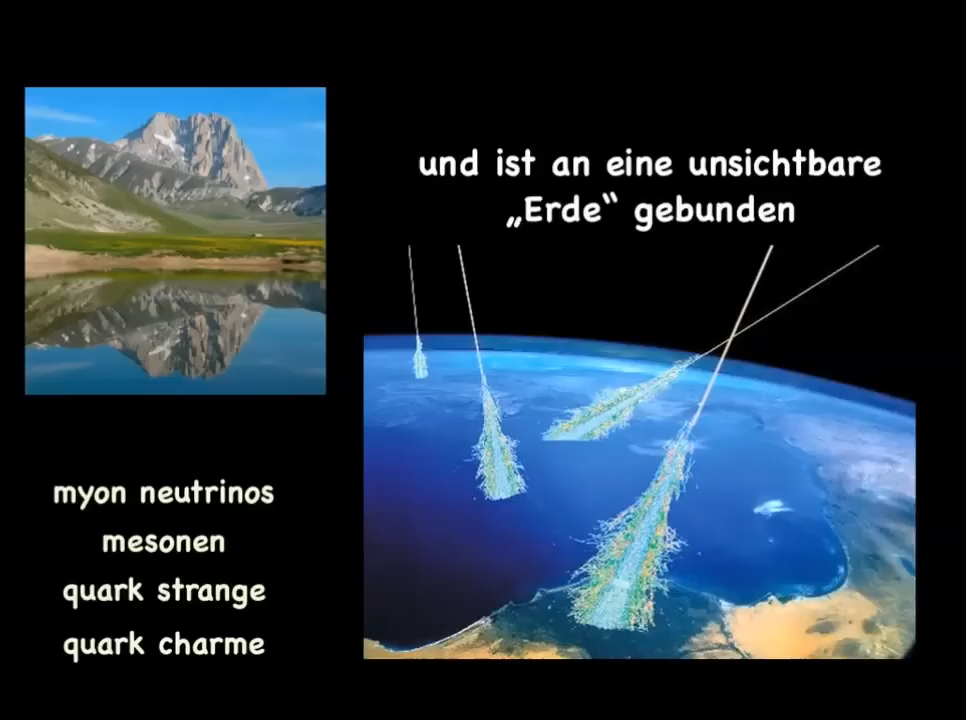 und ist an eine unsichtbare
„Erde“ gebunden
myon neutrinos
mesonen
quark strange
quark charme